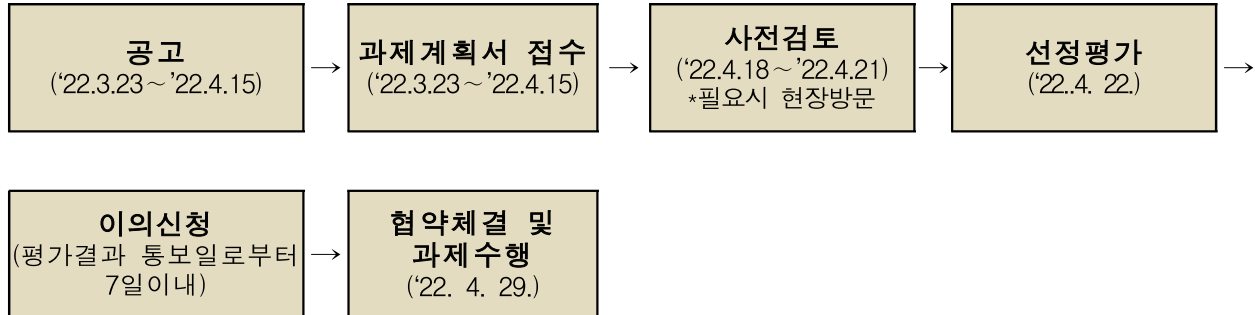 공고
(‘22.3.23～’22.4.15)
→
과제계획서 접수
(‘22.3.23～’22.4.15)
→
사전검토
(‘22.4.18～’22.4.21)
*필요시 현장방문
→
선정평가
(‘22..4. 22.)
→
이의신청
(평가결과 통보일로부터
7일이내)
→
협약체결 및
과제수행
(‘22. 4. 29.)